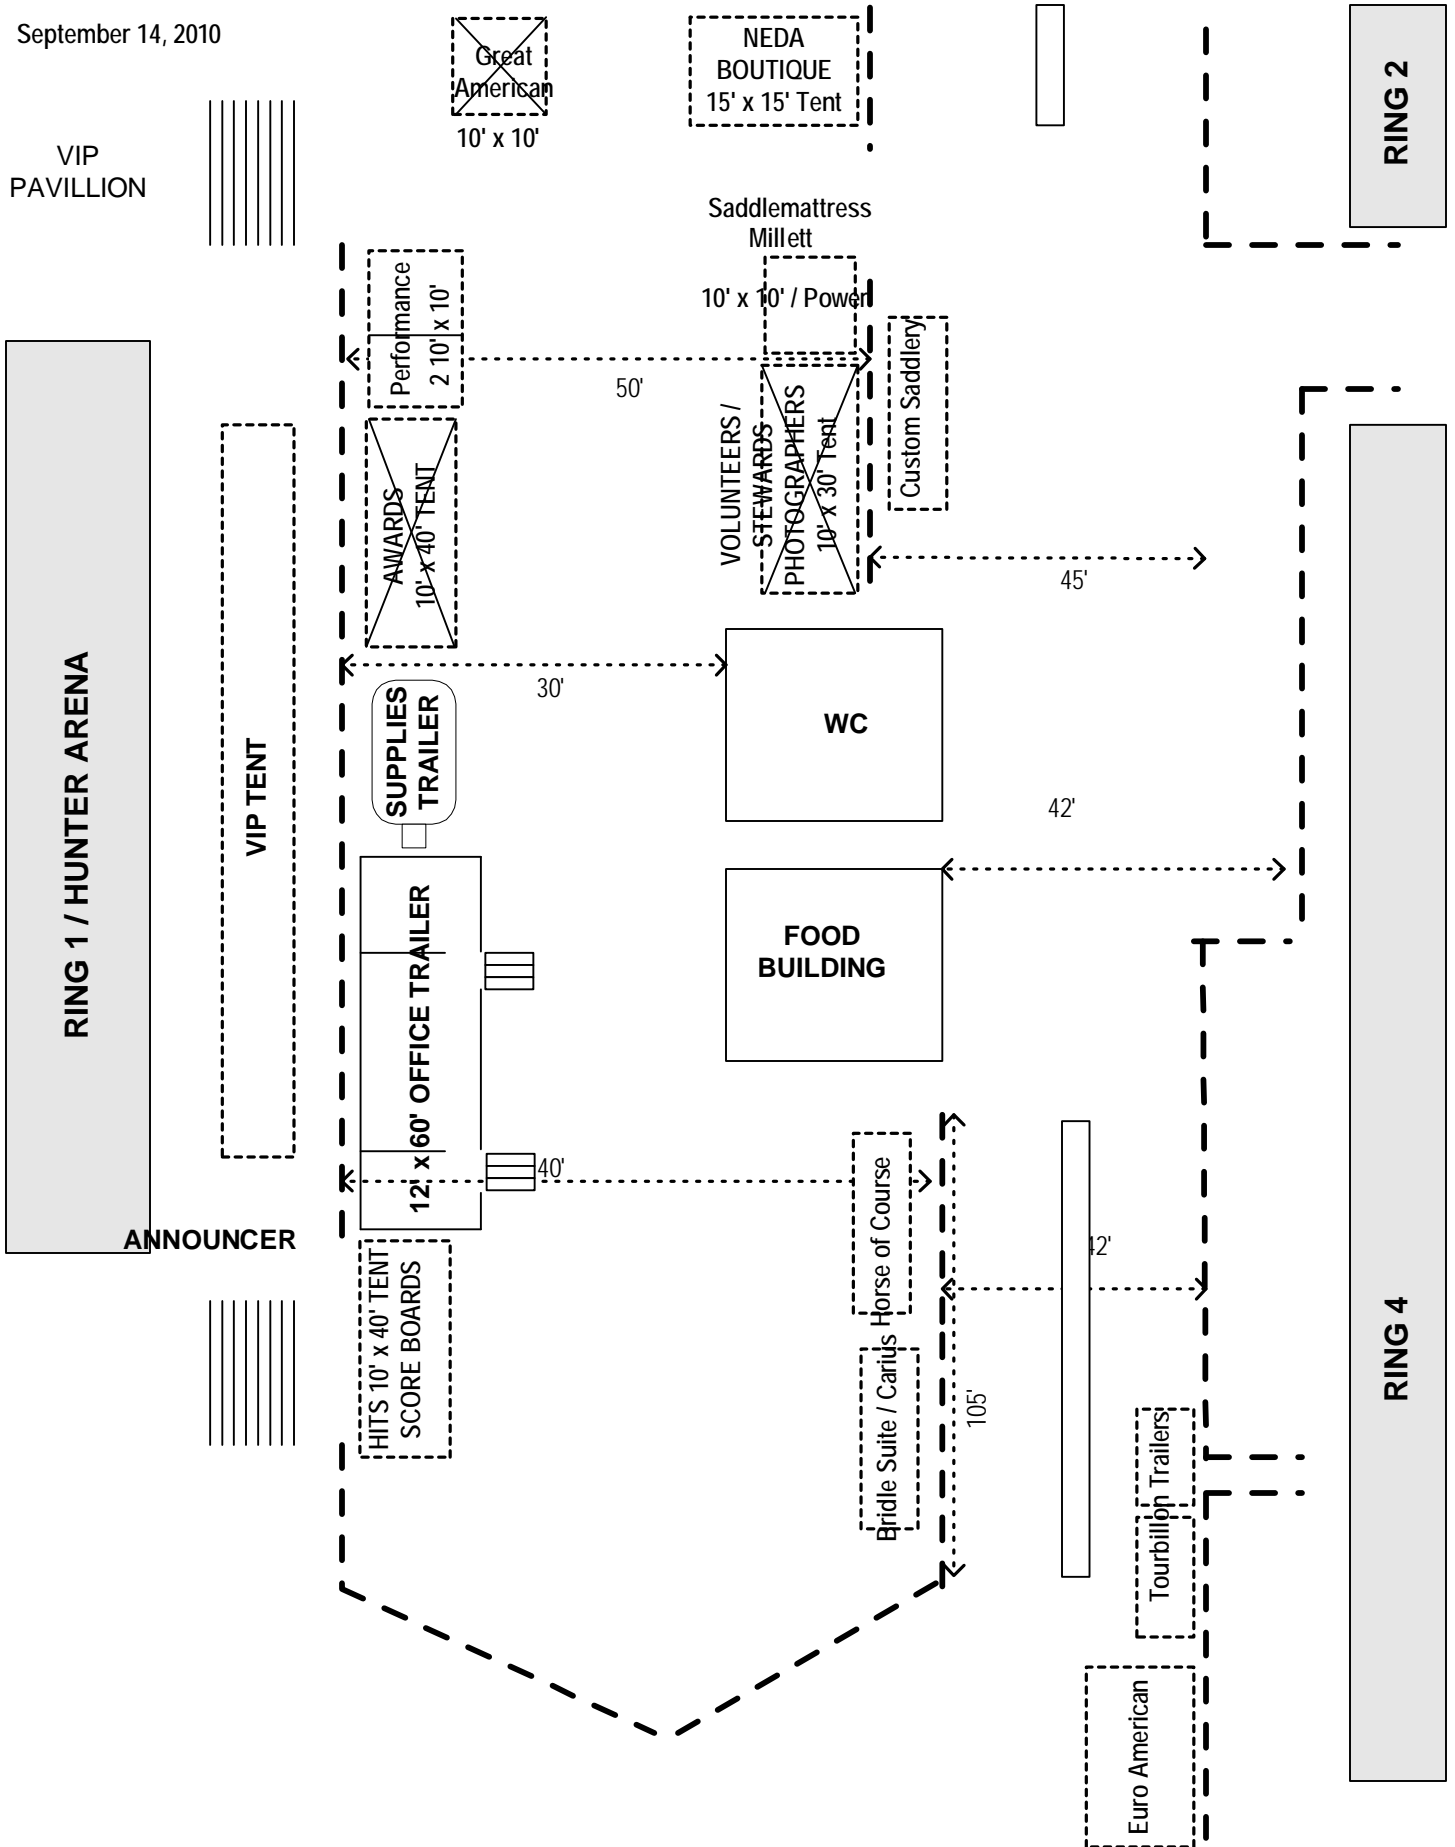 September 14, 2010
Great
American
10' x 10'
NEDA
BOUTIQUE
15' x 15' Tent
RING 2
VIP
PAVILLION
Saddlemattress
Millett
10' x 10' / Power
Performance
2 10' x 10'
50'
Custom Saddlery
VOLUNTEERS /
STEWARDS
PHOTOGRAPHERS
10' x 30' Tent
AWARDS
10' x 40' TENT
45'
30'
WC
SUPPLIES
TRAILER
RING 1 / HUNTER ARENA
VIP TENT
42'
12' x 60' OFFICE TRAILER
FOOD
BUILDING
40'
Horse of Course
ANNOUNCER
42'
HITS 10' x 40' TENT
SCORE BOARDS
Bridle Suite / Carius
105'
RING 4
Tourbillon Trailers
Euro American